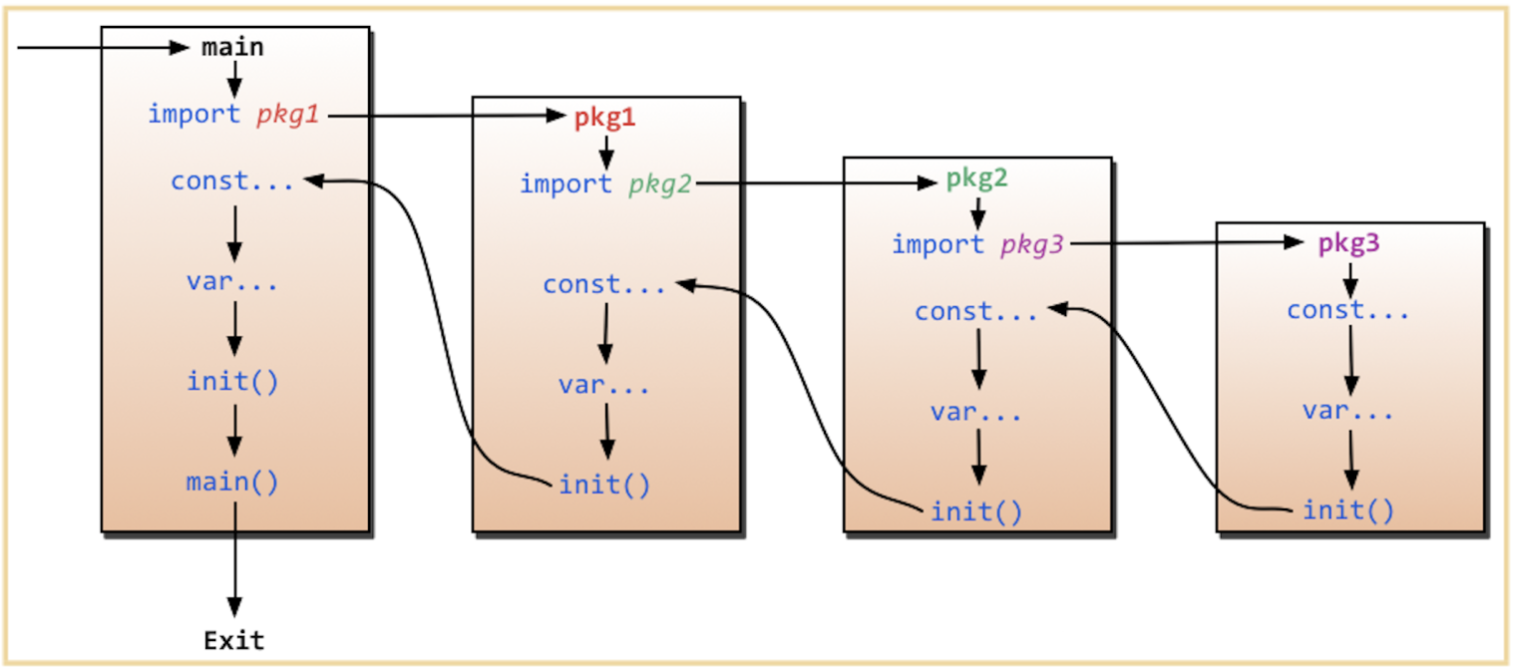 main
import pkg1
const...
var...
init()
main()
Exit
pkg1
import pkg2
const...
var...
init()
pkg2
import pkg3
const...
var...
init()
pkg3
const...
var...
init()